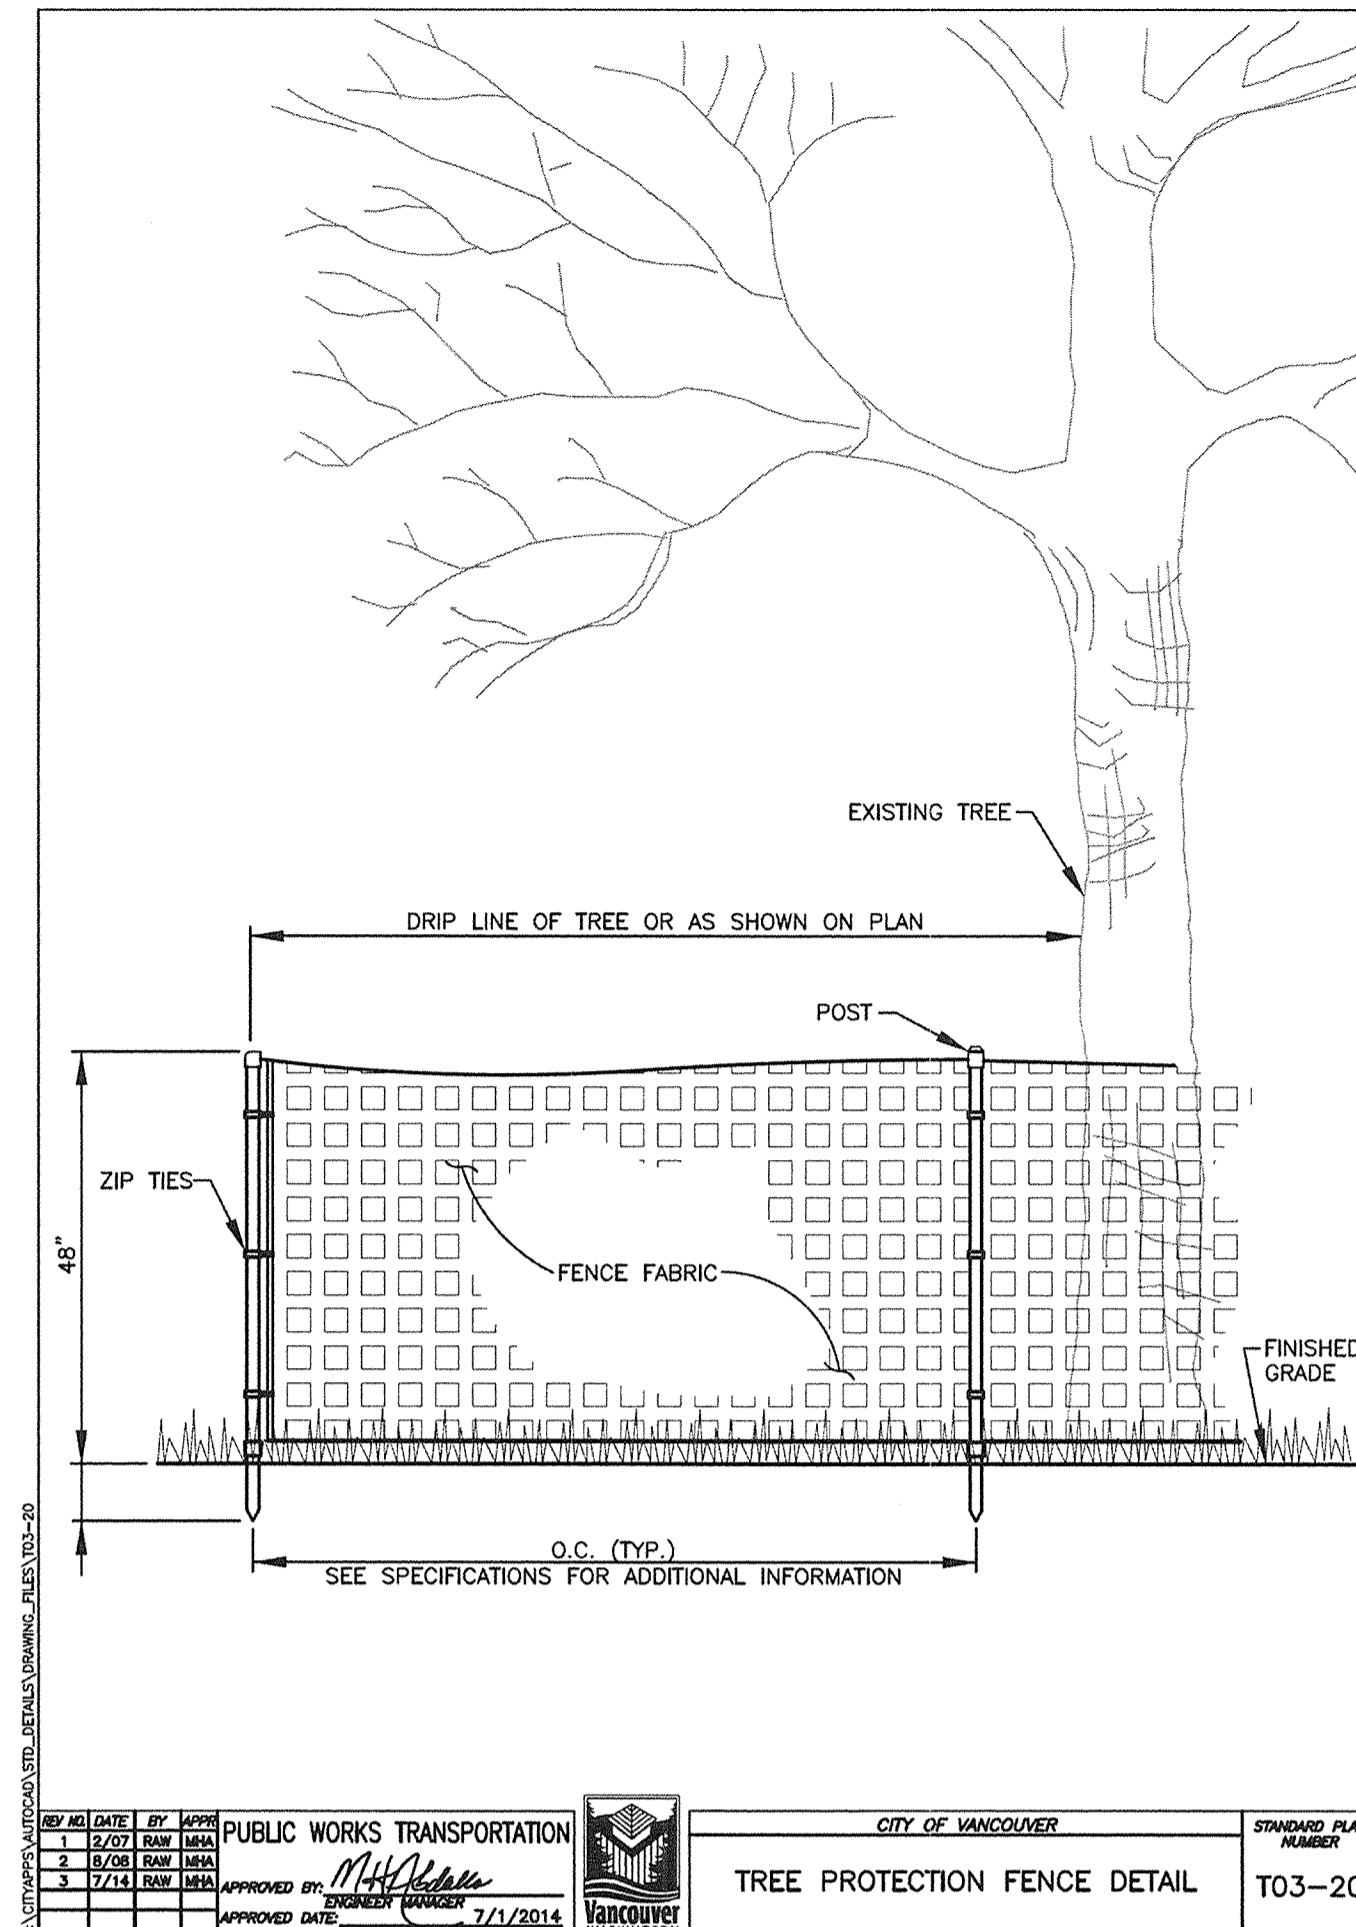 EXISTING TREE
DRIP LINE OF TREE OR AS SHOWN ON PLAN
POST
ZIP TIES
48"
FENCE FABRIC
FINISHED
GRADE
O.C. (TYP.)
SEE SPECIFICATIONS FOR ADDITIONAL INFORMATION
:\CITYAPPS\AUTOCAD\STD_DETAILS\DRAWING_FILES\T03-20
REV NO. DATE BY APPR
1 2/07 RAW MHA
2 8/08 RAW MHA
3 7/14 RAW MHA
PUBLIC WORKS TRANSPORTATION
APPROVED BY:
ENGINEER MANAGER
APPROVED DATE: 7/1/2014
Vancouver
CITY OF VANCOUVER
TREE PROTECTION FENCE DETAIL
STANDARD PLA
NUMBER
T03-20